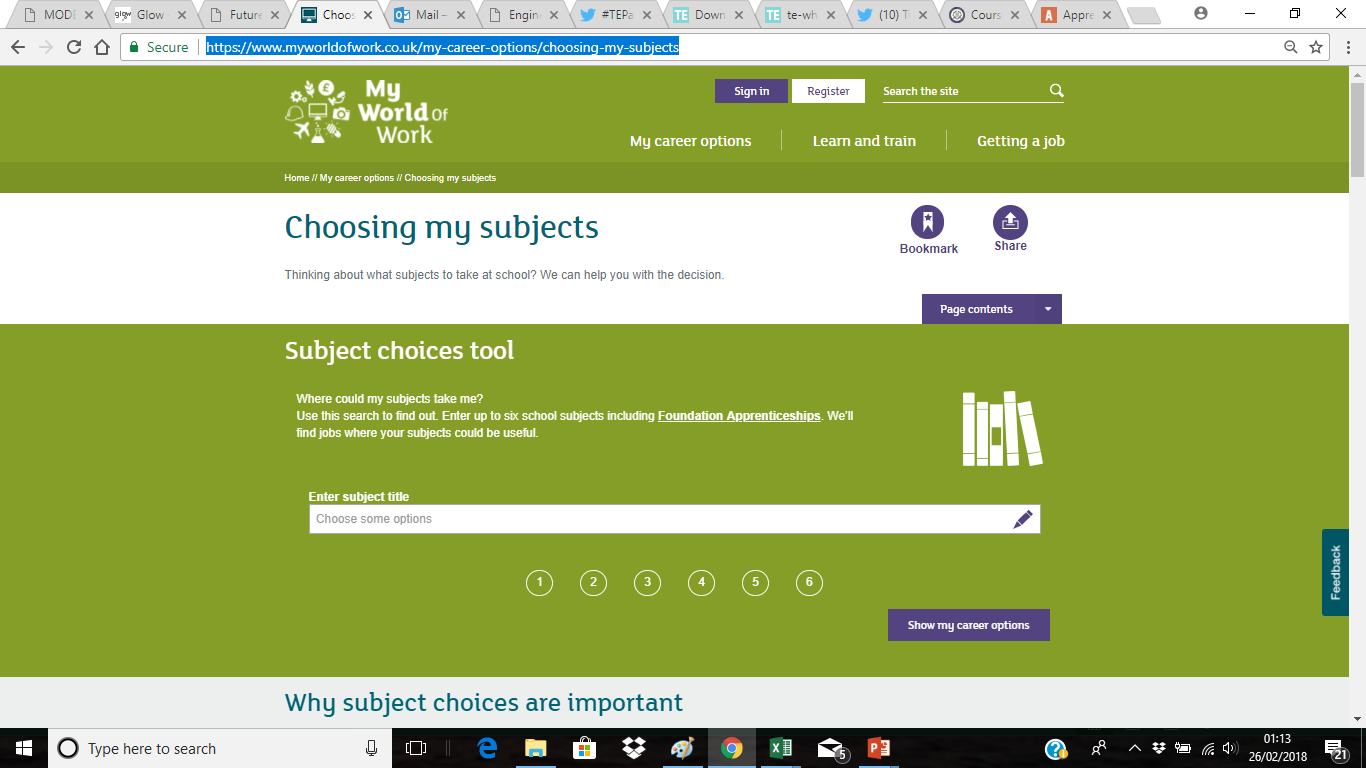 MODE
glow Glow
Future
Choos
Mail -
Engine
#TEPa
TE Down
TE te-wh
(10) T
Cours
A Appre
Secure
https://www.myworldofwork.co.uk/my-career-options/choosing-my-subjects
My
World of
Work
Sign in
Register
Search the site
My career options
Learn and train
Getting a job
Home // My career options // Choosing my subjects
Choosing my subjects
Bookmark
Share
Thinking about what subjects to take at school? We can help you with the decision.
Page contents
Subject choices tool
Where could my subjects take me?
Use this search to find out. Enter up to six school subjects including Foundation Apprenticeships. We'll
find jobs where your subjects could be useful.
Enter subject title
Choose some options
1 2 3 4 5 6
Feedback
Show my career options
Why subject choices are important
Type here to search
5
01:13
26/02/2018
21